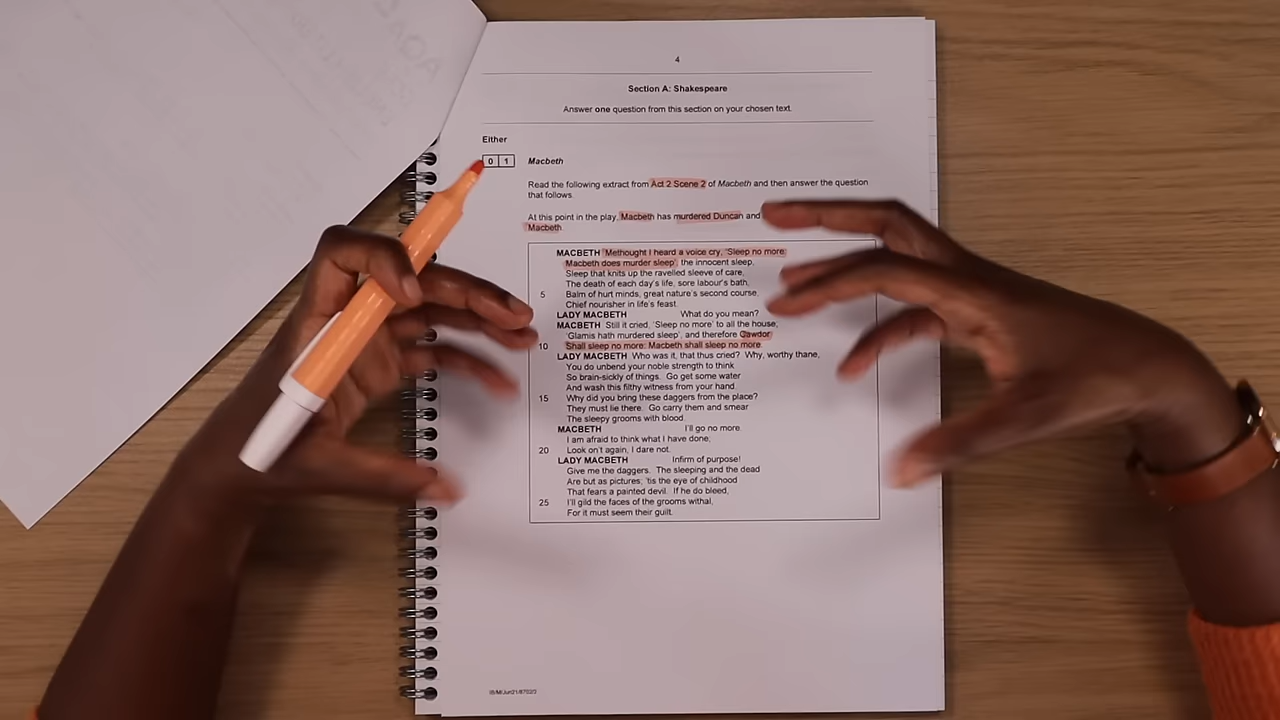 4
Section A: Shakespeare
Answer one question from this section on your chosen text.
Either
0 1 Macbeth
Read the following extract from Act 2 Scene 2 of Macbeth and then answer the question
that follows.
At this point in the play, Macbeth has murdered Duncan and
Macbeth.
MACBETH 'Methought I heard a voice cry, 'Sleep no more:
Macbeth does murder sleep', the innocent sleep,
Sleep that knits up the ravelled sleeve of care,
The death of each day's life, sore labour's bath,
5 Balm of hurt minds, great nature's second course,
Chief nourisher in life's feast.
LADY MACBETH What do you mean?
MACBETH Still it cried, 'Sleep no more' to all the house;
'Glamis hath murdered sleep', and therefore Cawdor
10 Shall sleep no more: Macbeth shall sleep no more.
LADY MACBETH Who was it, that thus cried? Why, worthy thane,
You do unbend your noble strength to think
So brain-sickly of things. Go get some water
And wash this filthy witness from your hand.
15 Why did you bring these daggers from the place?
They must lie there. Go carry them and smear
The sleepy grooms with blood.
MACBETH I'll go no more.
I am afraid to think what I have done;
20 Look on't again, I dare not.
LADY MACBETH Infirm of purpose!
Give me the daggers. The sleeping and the dead
Are but as pictures; 'tis the eye of childhood
That fears a painted devil. If he do bleed,
25 I'll gild the faces of the grooms withal,
For it must seem their guilt.
IB/M/Jun21/8702/2